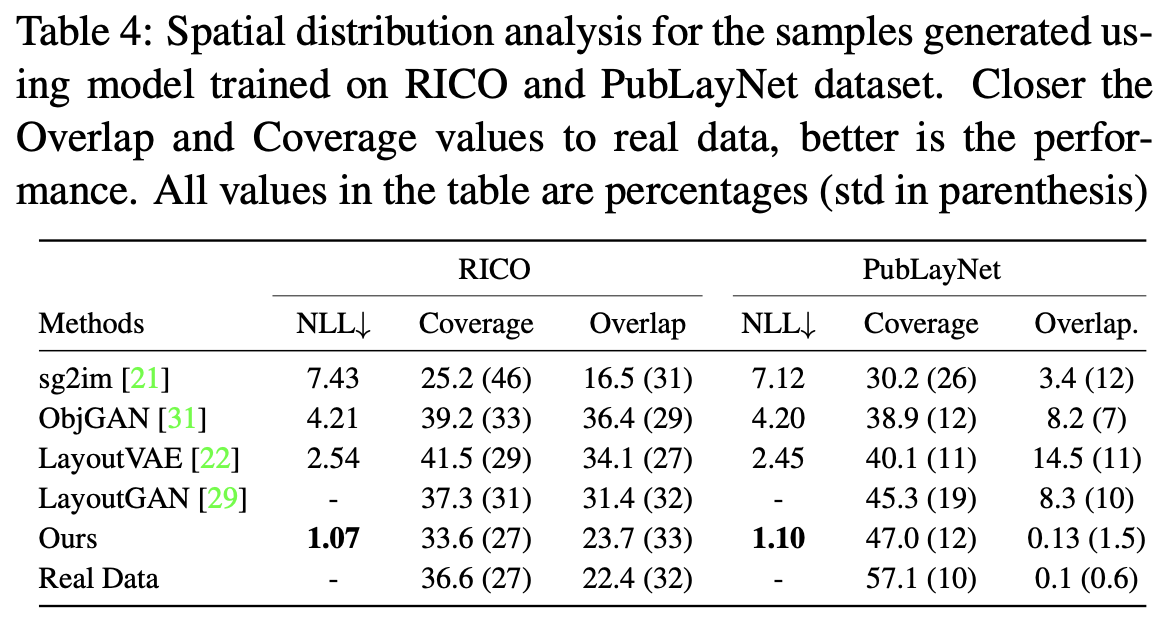 Table 4: Spatial distribution analysis for the samples generated us-
ing model trained on RICO and PubLayNet dataset. Closer the
Overlap and Coverage values to real data, better is the perfor-
mance. All values in the table are percentages (std in parenthesis)
RICO PubLayNet
Methods NLL↓ Coverage Overlap NLL↓ Coverage Overlap.
sg2im [21] 7.43 25.2 (46) 16.5 (31) 7.12 30.2 (26) 3.4 (12)
ObjGAN [31] 4.21 39.2 (33) 36.4 (29) 4.20 38.9 (12) 8.2 (7)
LayoutVAE [22] 2.54 41.5 (29) 34.1 (27) 2.45 40.1 (11) 14.5 (11)
LayoutGAN [29] - 37.3 (31) 31.4 (32) - 45.3 (19) 8.3 (10)
Ours 1.07 33.6 (27) 23.7 (33) 1.10 47.0 (12) 0.13 (1.5)
Real Data - 36.6 (27) 22.4 (32) - 57.1 (10) 0.1 (0.6)